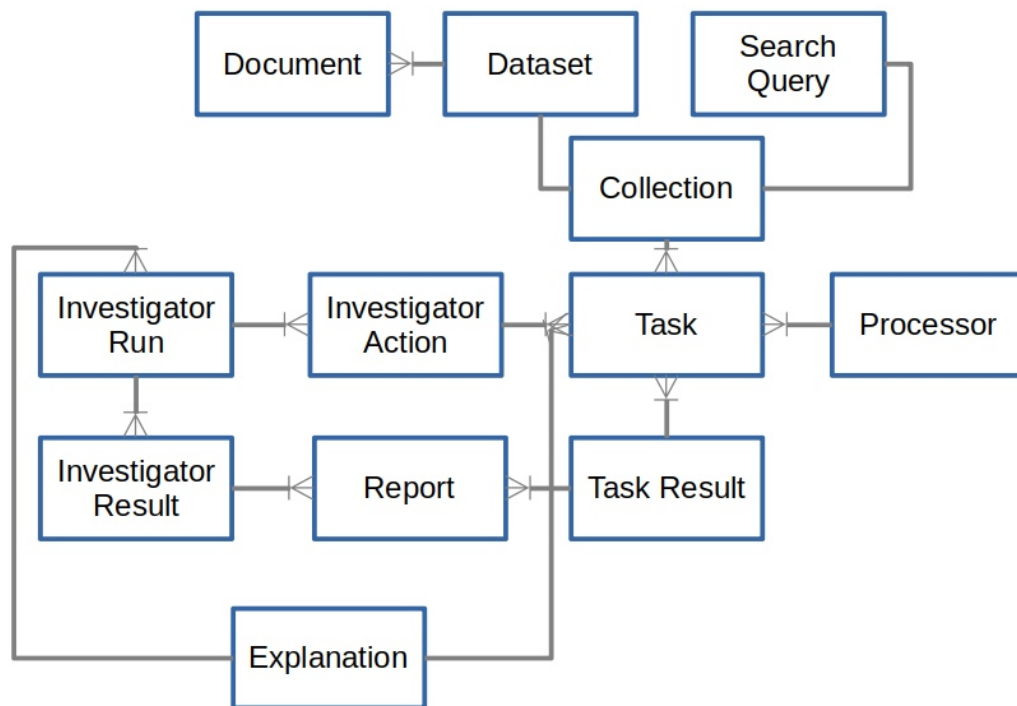 Document
Dataset
Search
Query
Collection
Investigator
Run
Investigator
Action
Task
Processor
Investigator
Result
Report
Task Result
Explanation